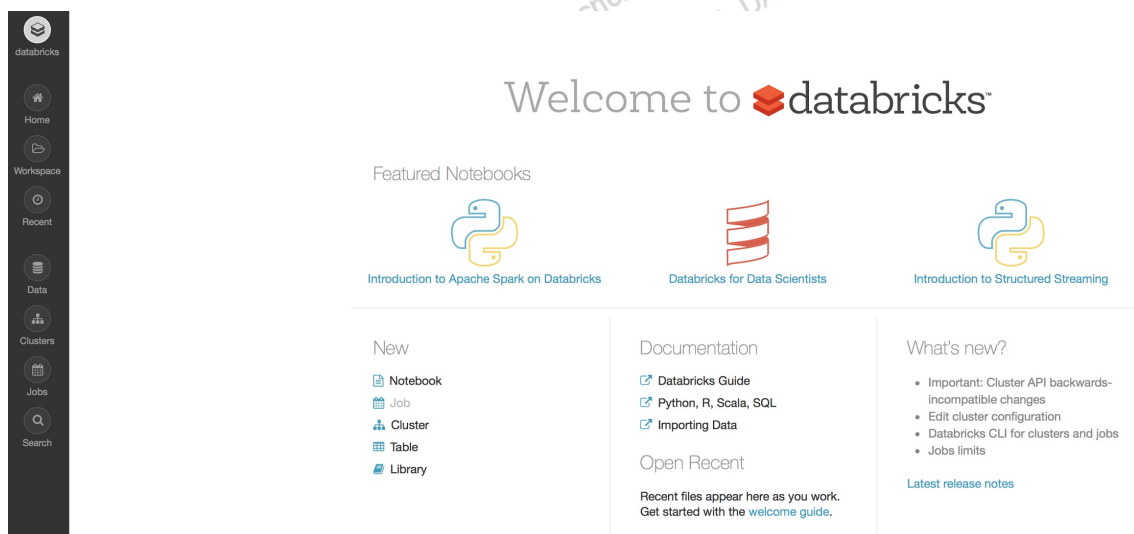 databricks
Home
Workspace
Recent
Data
Clusters
Jobs
Search
Welcome to databricks™
Featured Notebooks
Introduction to Apache Spark on Databricks
Databricks for Data Scientists
Introduction to Structured Streaming
New
Notebook
Job
Cluster
Table
Library
Documentation
Databricks Guide
Python, R, Scala, SQL
Importing Data
Open Recent
Recent files appear here as you work.
Get started with the welcome guide.
What's new?
Important: Cluster API backwards-
incompatible changes
Edit cluster configuration
Databricks CLI for clusters and jobs
Jobs limits
Latest release notes